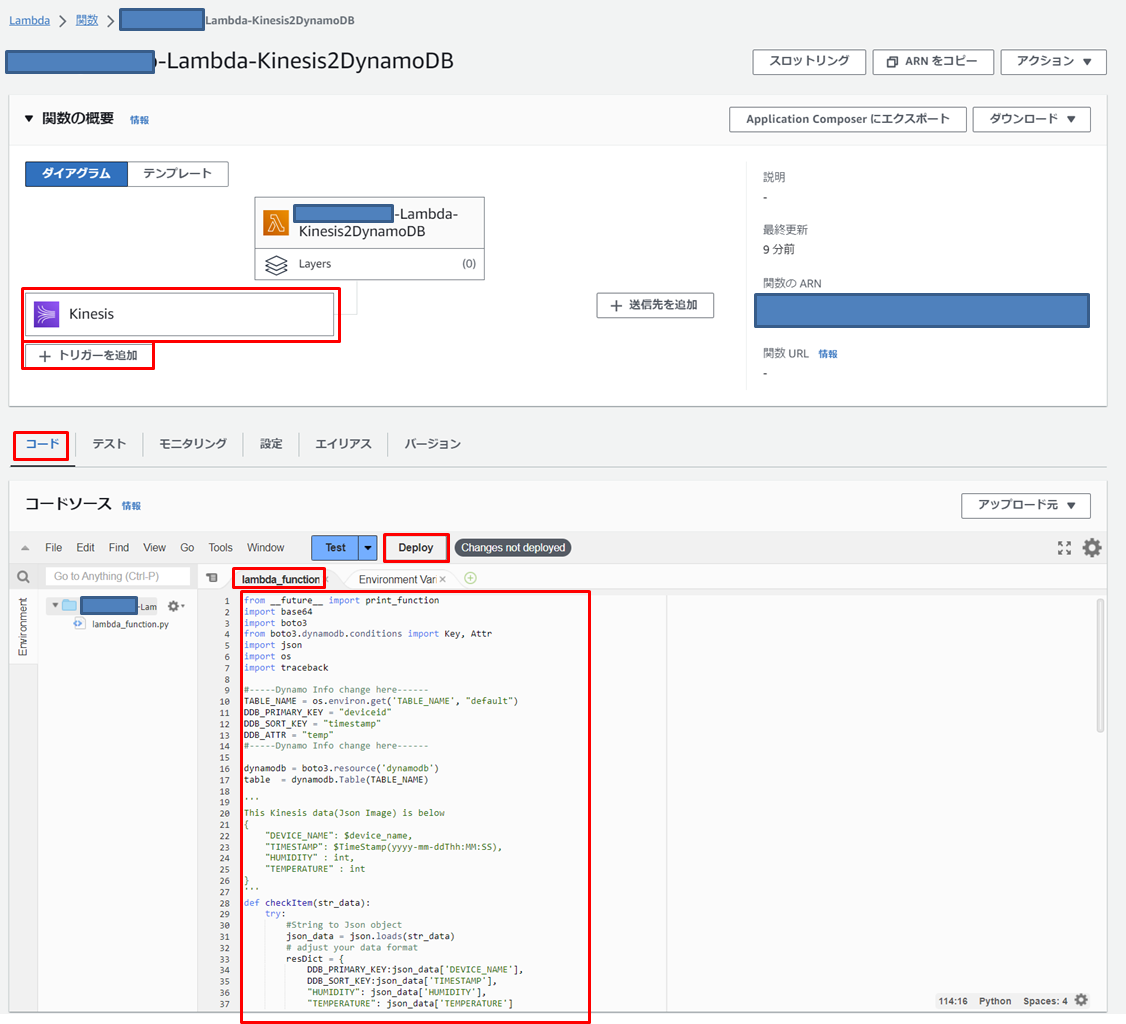 Lambda > 関数 > Lambda-Kinesis2DynamoDB
-Lambda-Kinesis2DynamoDB
スロットリング
ARN をコピー
アクション ▼
▼ 関数の概要 情報
Application Composer にエクスポート
ダウンロード ▼
ダイアグラム
テンプレート
-Lambda-
Kinesis2DynamoDB
Layers (0)
Kinesis
+ トリガーを追加
+ 送信先を追加
説明
-
最終更新
9 分前
関数の ARN
関数 URL 情報
-
コード
テスト
モニタリング
設定
エイリアス
バージョン
コードソース 情報
アップロード元 ▼
File Edit Find View Go Tools Window
Test
Deploy
Changes not deployed
Go to Anything (Ctrl-P)
lambda_function
Environment Vari ×
Environment
-Lam
lambda_function.py
1 from __future__ import print_function
2 import base64
3 import boto3
4 from boto3.dynamodb.conditions import Key, Attr
5 import json
6 import os
7 import traceback
8
9 #-----Dynamo Info change here------
10 TABLE_NAME = os.environ.get('TABLE_NAME', "default")
11 DDB_PRIMARY_KEY = "deviceid"
12 DDB_SORT_KEY = "timestamp"
13 DDB_ATTR = "temp"
14 #-----Dynamo Info change here------
15
16 dynamodb = boto3.resource('dynamodb')
17 table  = dynamodb.Table(TABLE_NAME)
18
19 '''
20 This Kinesis data(Json Image) is below
21 {
22     "DEVICE_NAME": $device_name,
23     "TIMESTAMP": $TimeStamp(yyyy-mm-ddThh:MM:SS),
24     "HUMIDITY" : int,
25     "TEMPERATURE" : int
26 }
27 '''
28 def checkItem(str_data):
29     try:
30         #String to Json object
31         json_data = json.loads(str_data)
32         # adjust your data format
33         resDict = {
34             DDB_PRIMARY_KEY:json_data['DEVICE_NAME'],
35             DDB_SORT_KEY:json_data['TIMESTAMP'],
36             "HUMIDITY": json_data['HUMIDITY'],
37             "TEMPERATURE": json_data['TEMPERATURE']
114:16 Python Spaces: 4